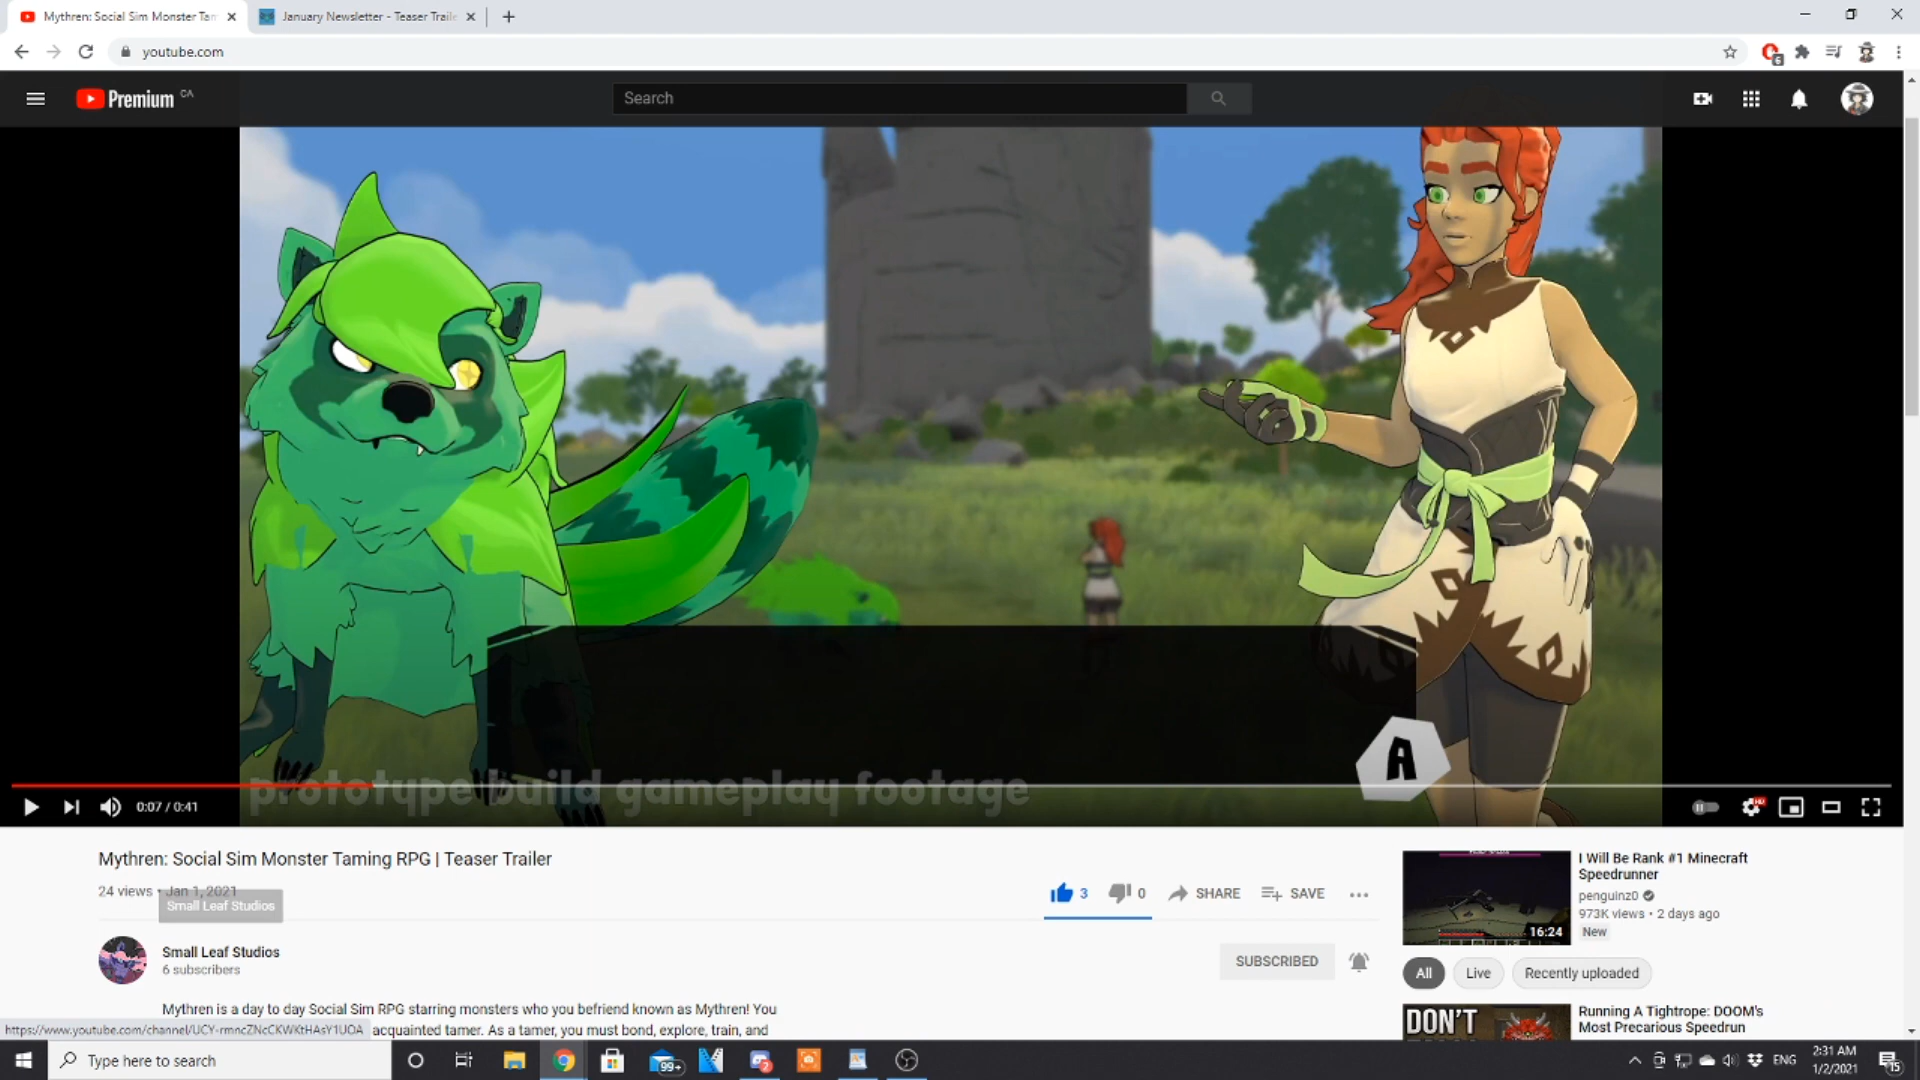 Mythren: Social Sim Monster Tam
January Newsletter - Teaser Traile
youtube.com
6
Premium CA
Search
A
prototype build gameplay footage
0:07 / 0:41
HD
Mythren: Social Sim Monster Taming RPG | Teaser Trailer
24 views • Jan 1, 2021
Small Leaf Studios
3
0
SHARE
SAVE
Small Leaf Studios
6 subscribers
SUBSCRIBED
Mythren is a day to day Social Sim RPG starring monsters who you befriend known as Mythren! You
acquainted tamer. As a tamer, you must bond, explore, train, and
https://www.youtube.com/channel/UCY-rmncZNcCKWKtHAsY1UOA
16:24
I Will Be Rank #1 Minecraft
Speedrunner
penguinz0
973K views • 2 days ago
New
All
Live
Recently uploaded
DON'T
Running A Tightrope: DOOM's
Most Precarious Speedrun
Type here to search
99+
2
ENG
2:31 AM
1/2/2021
15